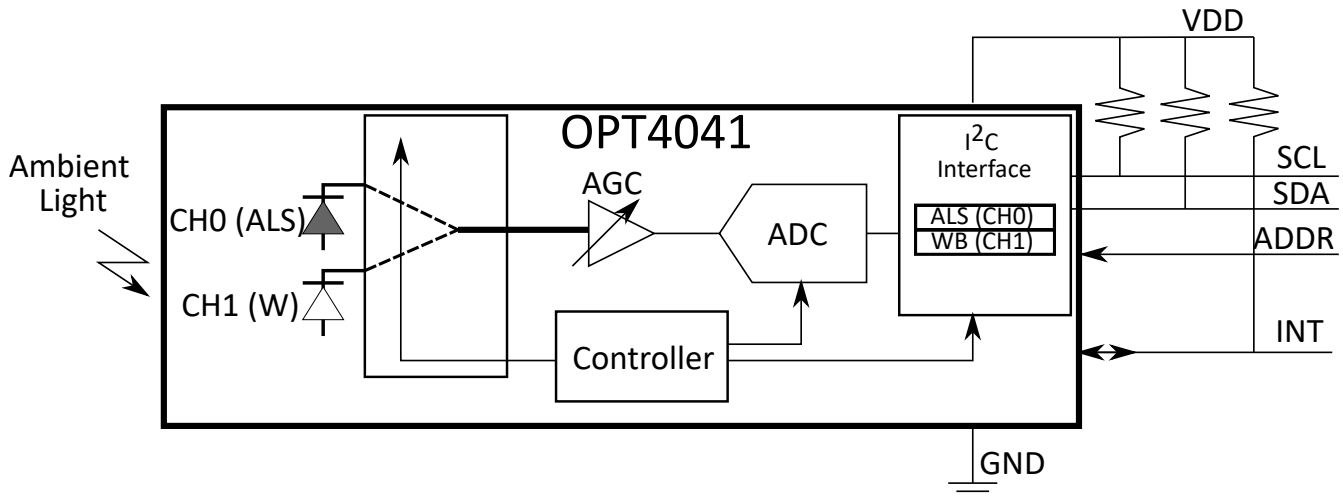 VDD
OPT4041
Ambient
Light
CH0 (ALS)
CH1 (W)
AGC
ADC
Controller
I²C
Interface
ALS (CH0)
WB (CH1)
SCL
SDA
ADDR
INT
GND